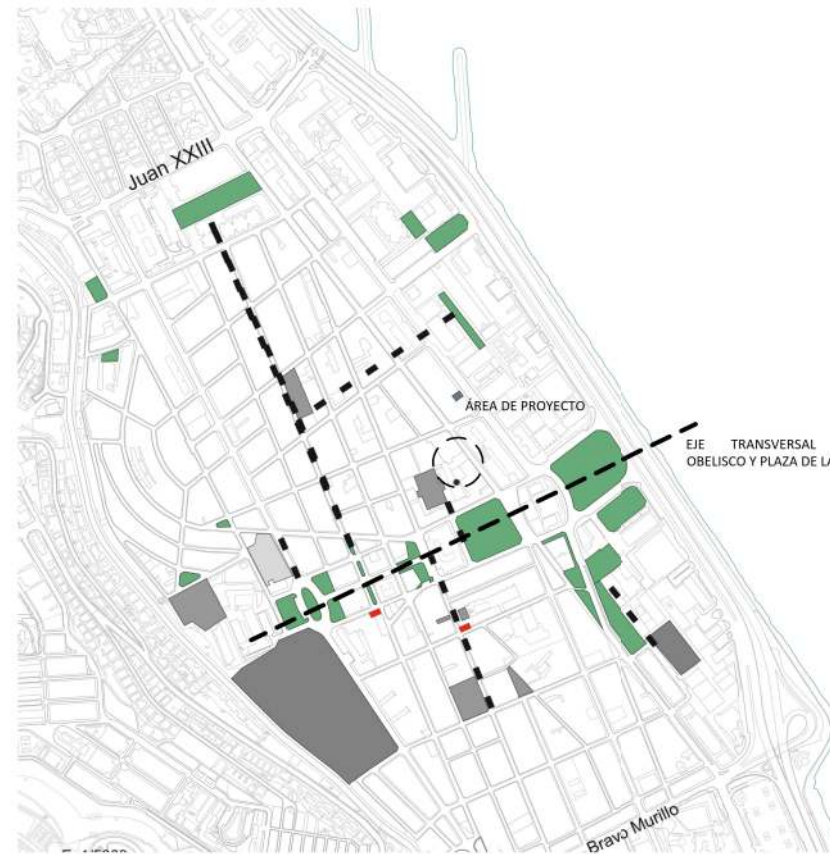 Juan XXIII
ÁREA DE PROYECTO
EJE TRANSVERSAL
OBELISCO Y PLAZA DE LA
Bravo Murillo